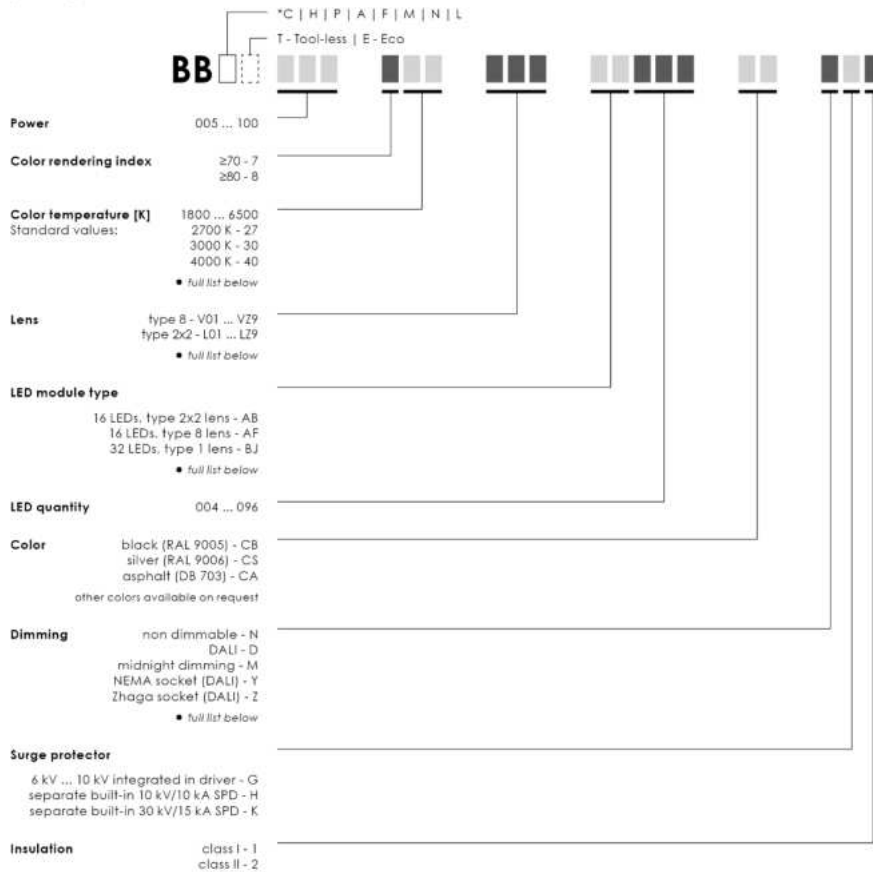 *C | H | P | A | F | M | N | L
T - Tool-less | E - Eco
BB
Power 005 ... 100
Color rendering index ≥70 - 7
≥80 - 8
Color temperature [K] 1800 ... 6500
Standard values: 2700 K - 27
3000 K - 30
4000 K - 40
• full list below
Lens type 8 - V01 ... VZ9
type 2x2 - L01 ... LZ9
• full list below
LED module type
16 LEDs, type 2x2 lens - AB
16 LEDs, type 8 lens - AF
32 LEDs, type 1 lens - BJ
• full list below
LED quantity 004 ... 096
Color black (RAL 9005) - CB
silver (RAL 9006) - CS
asphalt (DB 703) - CA
other colors available on request
Dimming non dimmable - N
DALI - D
midnight dimming - M
NEMA socket (DALI) - Y
Zhaga socket (DALI) - Z
• full list below
Surge protector
6 kV ... 10 kV integrated in driver - G
separate built-in 10 kV/10 kA SPD - H
separate built-in 30 kV/15 kA SPD - K
Insulation class I - 1
class II - 2